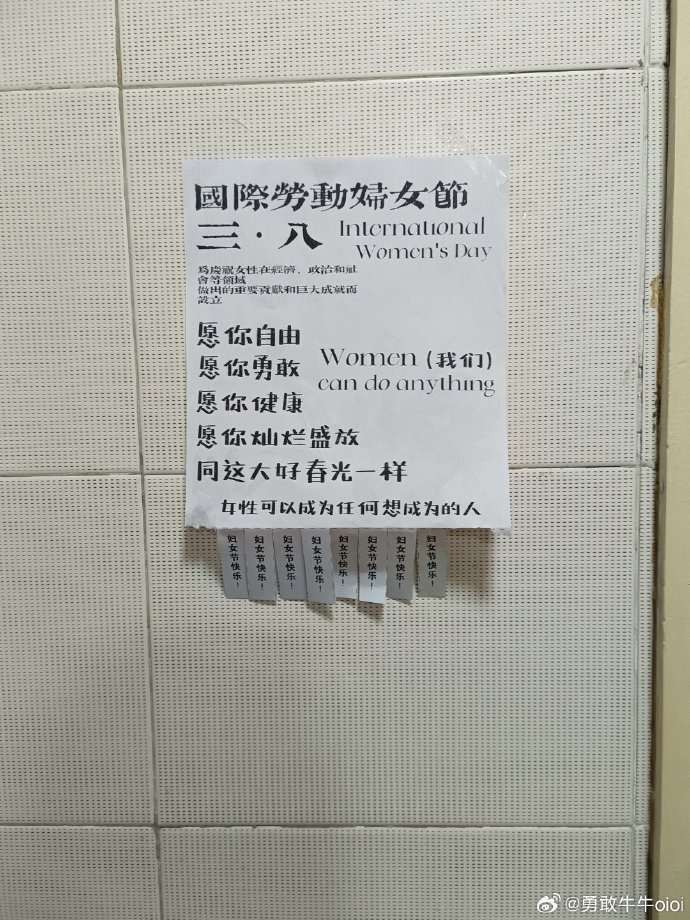 國際勞動婦女節
三·八 International
Women's Day
爲慶祝女性在經濟、政治和社
會等領域
做出的重要貢獻和巨大成就而
設立
愿你自由
愿你勇敢
Women (我们)
can do anything
愿你健康
愿你灿烂盛放
同这大好春光一样
女性可以成为任何想成为的人
妇女节快乐!
妇女节快乐!
妇女节快乐!
妇女节快乐!
妇女节快乐!
妇女节快乐!
妇女节快乐!
妇女节快乐!
@勇敢牛牛oioi